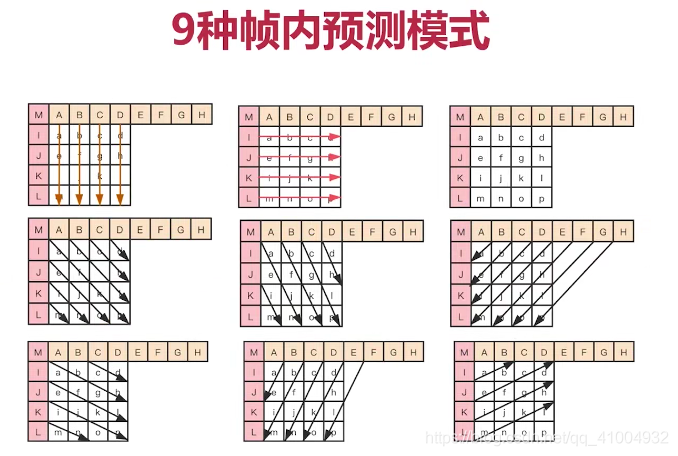 9种帧内预测模式
M A B C D E F G H M A B C D E F G H M A B C D E F G H
I a b c d I a b c d I a b c d
J e f g h J e f g h J e f g h
K k K i j k K i j k l
L L m n o p L m n o p
M A B C D E F G H M A B C D E F G H M A B C D E F G H
I a b c d I a b c d I a b c d
J e f g h J e f g h J e f g h
K i j k l K i j k l K i j k l
L m n o p L m n o p L m n o p
M A B C D E F G H M A B C D E F G H M A B C D E F G H
I a b c d I a b c d I a b c d
J e f g h J e f h J e f g h
K i j k l K i j k l K i j k l
L m n o p L m n o p L m n o p
https://blog.csdn.net/qq_41004932